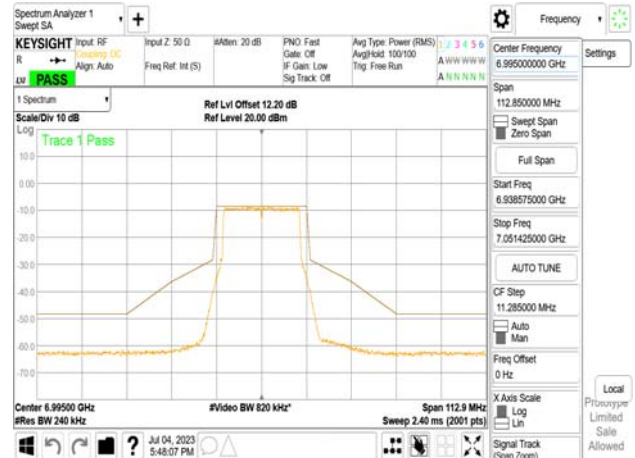 Spectrum Analyzer 1
Swept SA
Frequency
KEYSIGHT Input: RF Input Z: 50 Ω #Atten: 20 dB PNO: Fast Avg Type: Power (RMS) 1 2 3 4 5 6
R Coupling: DC Gate: Off Avg|Hold: 100/100 A WW WW W
Align: Auto Freq Ref: Int (S) IF Gain: Low Trig: Free Run
LV PASS Sig Track: Off A N N N N N
1 Spectrum
Ref Lvl Offset 12.20 dB
Scale/Div 10 dB Ref Level 20.00 dBm
Log
Trace 1 Pass
10.0
0.00
-10.0
-20.0
-30.0
-40.0
-50.0
-60.0
-70.0
Center 6.99500 GHz #Video BW 820 kHz* Span 112.9 MHz
#Res BW 240 kHz Sweep 2.40 ms (2001 pts)
Jul 04, 2023
5:48:07 PM
Center Frequency
6.995000000 GHz
Settings
Span
112.850000 MHz
Swept Span
Zero Span
Full Span
Start Freq
6.938575000 GHz
Stop Freq
7.051425000 GHz
AUTO TUNE
CF Step
11.285000 MHz
Auto
Man
Freq Offset
0 Hz
X Axis Scale
Log
Lin
Signal Track
(Span Zoom)
Local
Prototype
Limited
Sale
Allowed